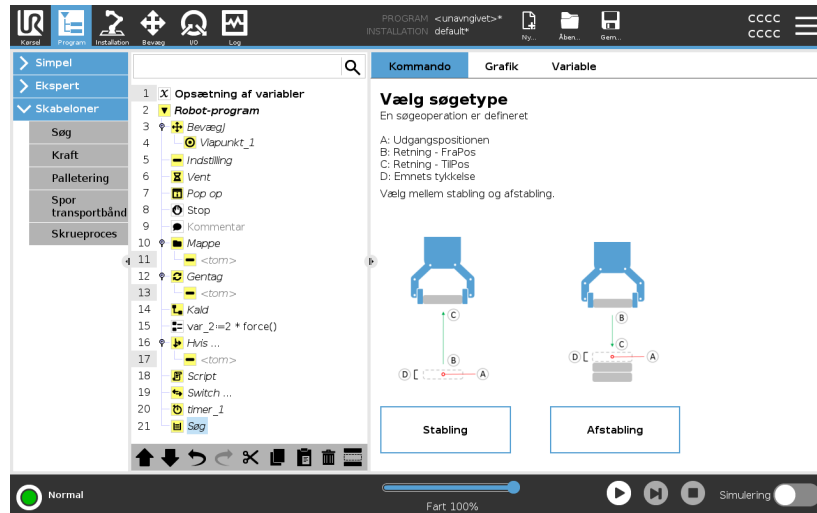 PROGRAM <unavngivet>*
INSTALLATION default*
cccc
cccc
Kørsel
Program
Installation
Bevæg
I/O
Log
Ny...
Åben...
Gem...
Simpel
Ekspert
Skabeloner
Søg
Kraft
Palletering
Spor
transportbånd
Skrueproces
1 X Opsætning af variabler
2 Robot-program
3 BevægJ
4 Viapunkt_1
5 Indstilling
6 Vent
7 Pop op
8 Stop
9 Kommentar
10 Mappe
11 <tom>
12 Gentag
13 <tom>
14 Kald
15 var_2:=2 * force()
16 Hvis ...
17 <tom>
18 Script
19 Switch ...
20 timer_1
21 Søg
Kommando Grafik Variable
Vælg søgetype
En søgeoperation er defineret
A: Udgangspositionen
B: Retning - FraPos
C: Retning - TilPos
D: Emnets tykkelse
Vælg mellem stabling og afstabling.
C
B
D
A
B
C
D
A
Stabling
Afstabling
Normal
Fart 100%
Simulering